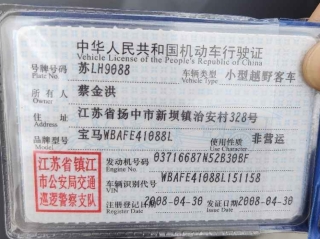 中华人民共和国机动车行驶证
Vehicle License of the People's Republic of China
号牌号码 苏LH9088 车辆类型 小型越野客车
Plate No. Vehicle Type
所有人 蔡金洪
Owner
住址 江苏省扬中市新坝镇治安村328号
Address
品牌型号 宝马WBAFE41088L 使用性质 非营运
Model Use Character
江苏省镇江市公安局交通巡逻警察支队
发动机号码 03716687N52B30BF
Engine No.
车辆识别代号 WBAFE41088L151158
VIN
注册登记日期 2008-04-30 发证日期 2008-04-30
Register Date Issue Date